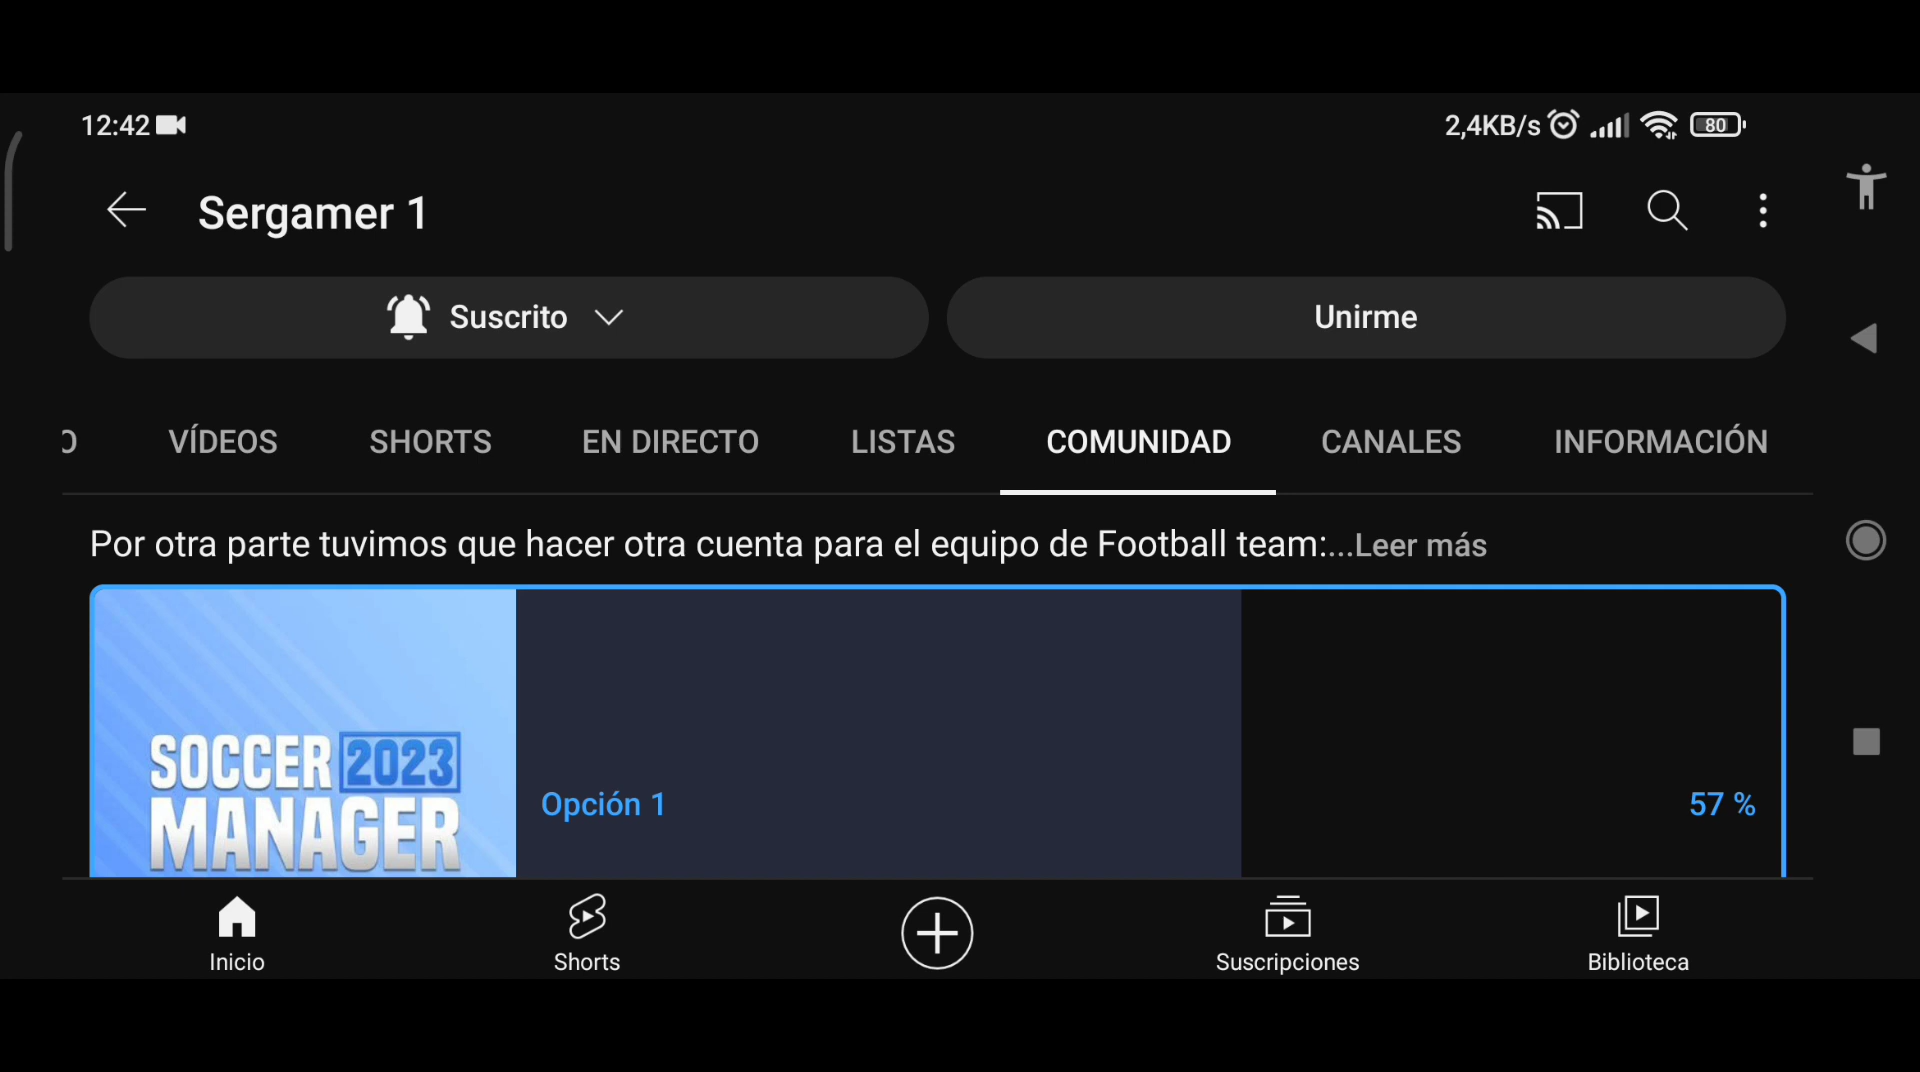 12:42 2,4KB/s 80
Sergamer 1
Suscrito Unirme
O VÍDEOS SHORTS EN DIRECTO LISTAS COMUNIDAD CANALES INFORMACIÓN
Por otra parte tuvimos que hacer otra cuenta para el equipo de Football team:...Leer más
SOCCER 2023
MANAGER
Opción 1 57 %
Inicio Shorts Suscripciones Biblioteca